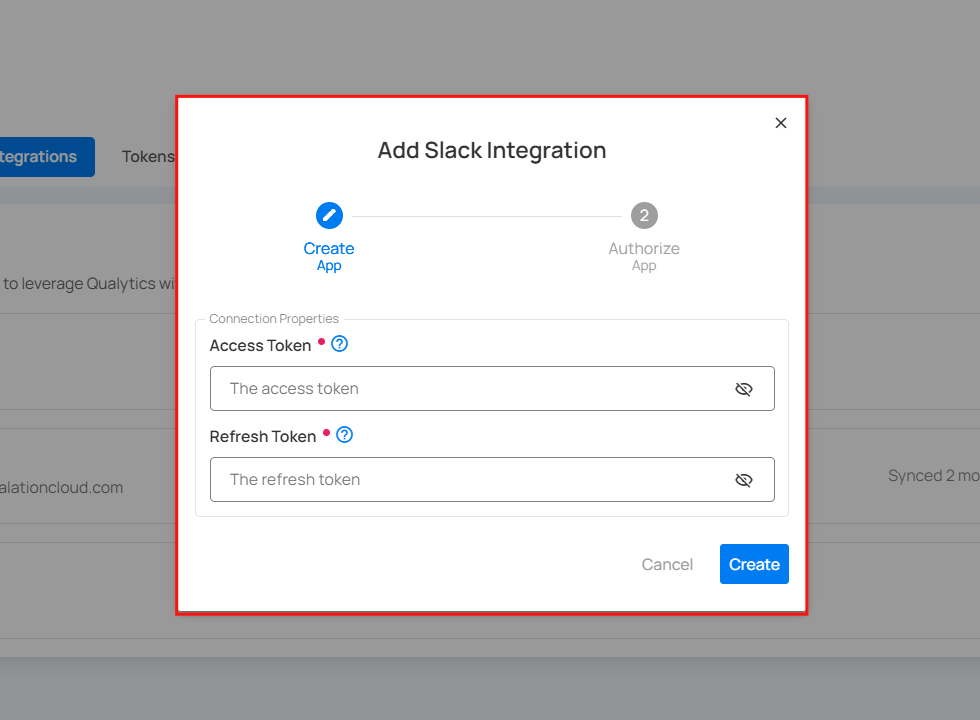 Add Slack Integration
tegrations
Tokens
2
Create
App
Authorize
App
to leverage Qualytics wi
Connection Properties
Access Token
The access token
Refresh Token
The refresh token
alationcloud.com
Synced 2 mo
Cancel
Create